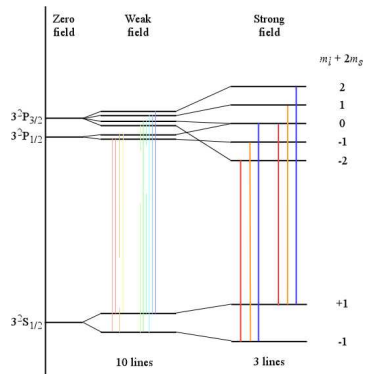 Zero field
Weak field
Strong field
m_l + 2m_s
2
1
0
-1
-2
3²P₃/₂
3²P₁/₂
+1
3²S₁/₂
-1
10 lines
3 lines